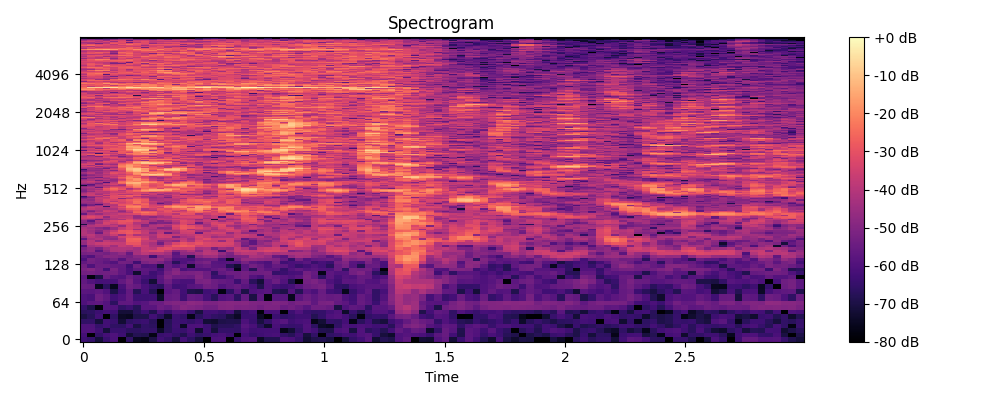 Spectrogram
4096
2048
1024
512
256
128
64
0
Hz
0
0.5
1
1.5
2
2.5
Time
+0 dB
-10 dB
-20 dB
-30 dB
-40 dB
-50 dB
-60 dB
-70 dB
-80 dB